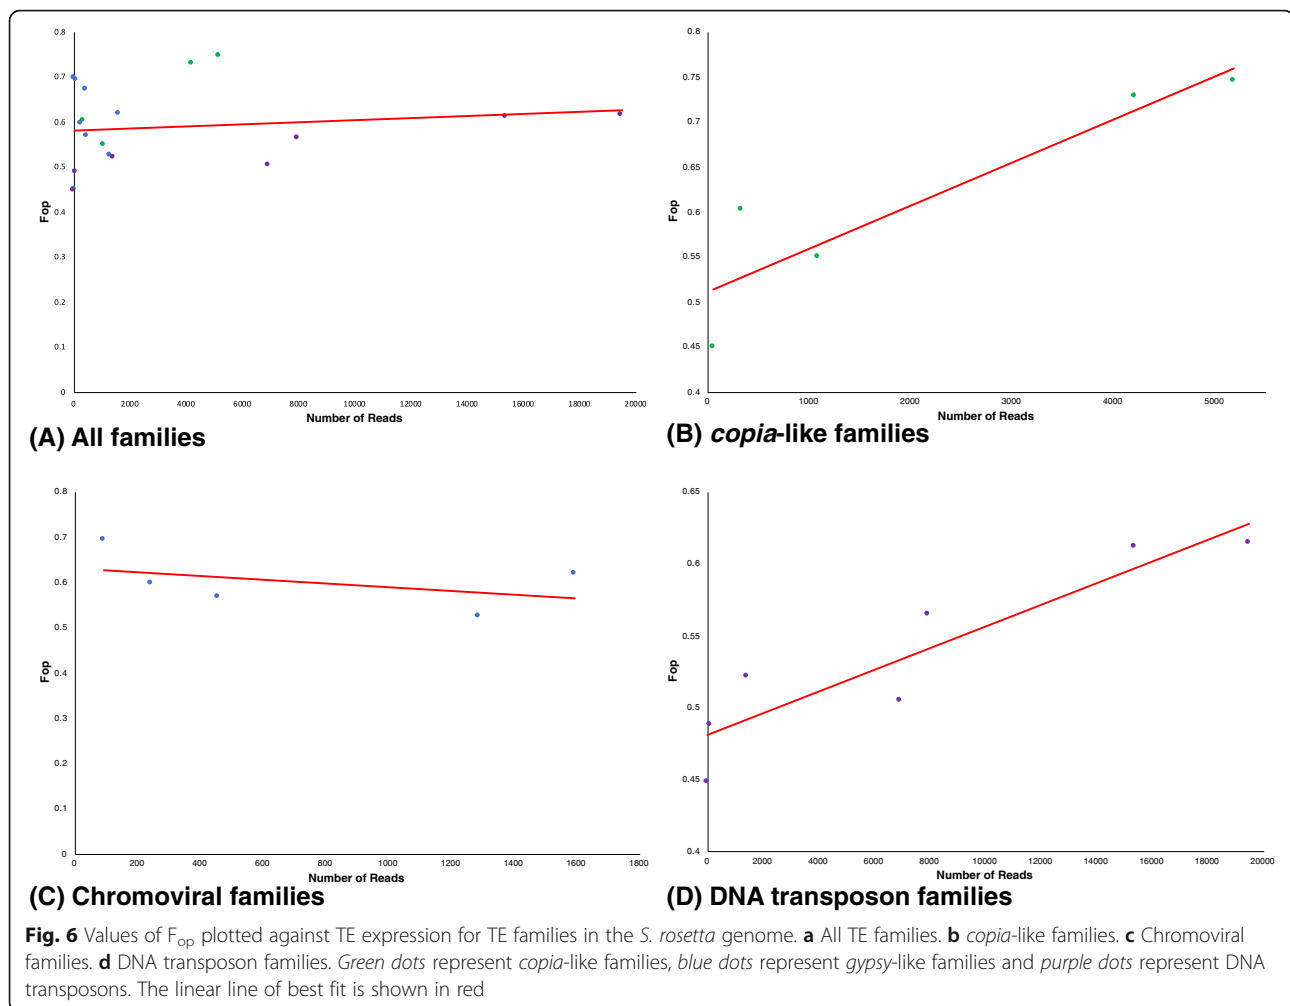 0.8
0.7
0.6
0.5
0.4
0.3
0.2
0.1
0
Fop
0 2000 4000 6000 8000 10000 12000 14000 16000 18000 20000
Number of Reads
(A) All families
0.8
0.75
0.7
0.65
0.6
0.55
0.5
0.45
0.4
Fop
0 1000 2000 3000 4000 5000
Number of Reads
(B) copia-like families
0.8
0.7
0.6
0.5
0.4
0.3
0.2
0.1
0
Fop
0 200 400 600 800 1000 1200 1400 1600 1800
Number of Reads
(C) Chromoviral families
0.65
0.6
0.55
0.5
0.45
0.4
Fop
0 2000 4000 6000 8000 10000 12000 14000 16000 18000 20000
Number of Reads
(D) DNA transposon families
Fig. 6 Values of Fop plotted against TE expression for TE families in the S. rosetta genome. a All TE families. b copia-like families. c Chromoviral
families. d DNA transposon families. Green dots represent copia-like families, blue dots represent gypsy-like families and purple dots represent DNA
transposons. The linear line of best fit is shown in red